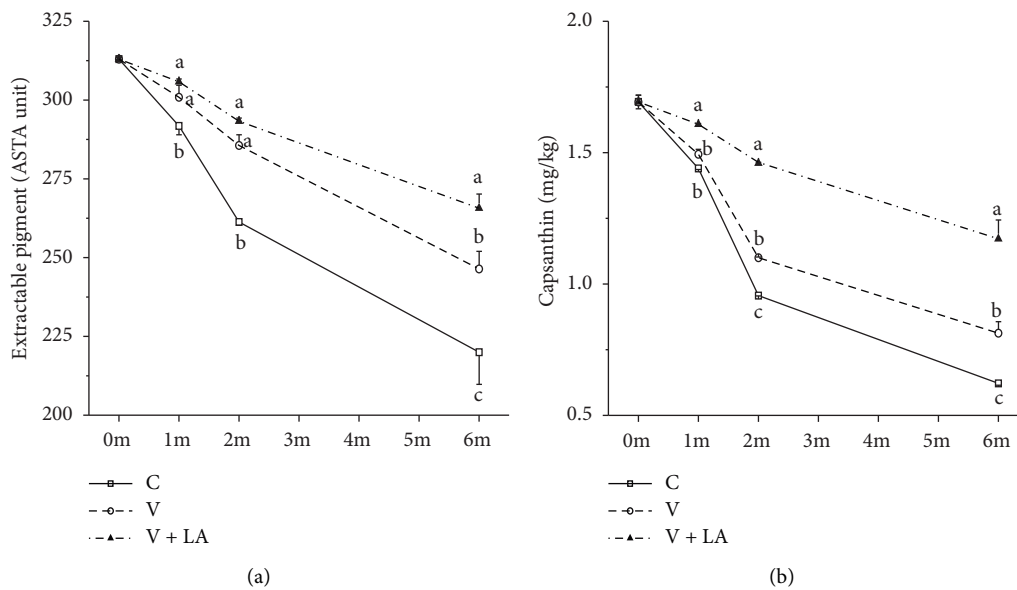 Extractable pigment (ASTA unit)
325
300
275
250
225
200
a
a
b
a
a
b
a
b
c
0m 1m 2m 3m 4m 5m 6m
C
V
V + LA
(a)
Capsanthin (mg/kg)
2.0
1.5
1.0
0.5
a
b
b
a
b
c
a
b
c
0m 1m 2m 3m 4m 5m 6m
C
V
V + LA
(b)